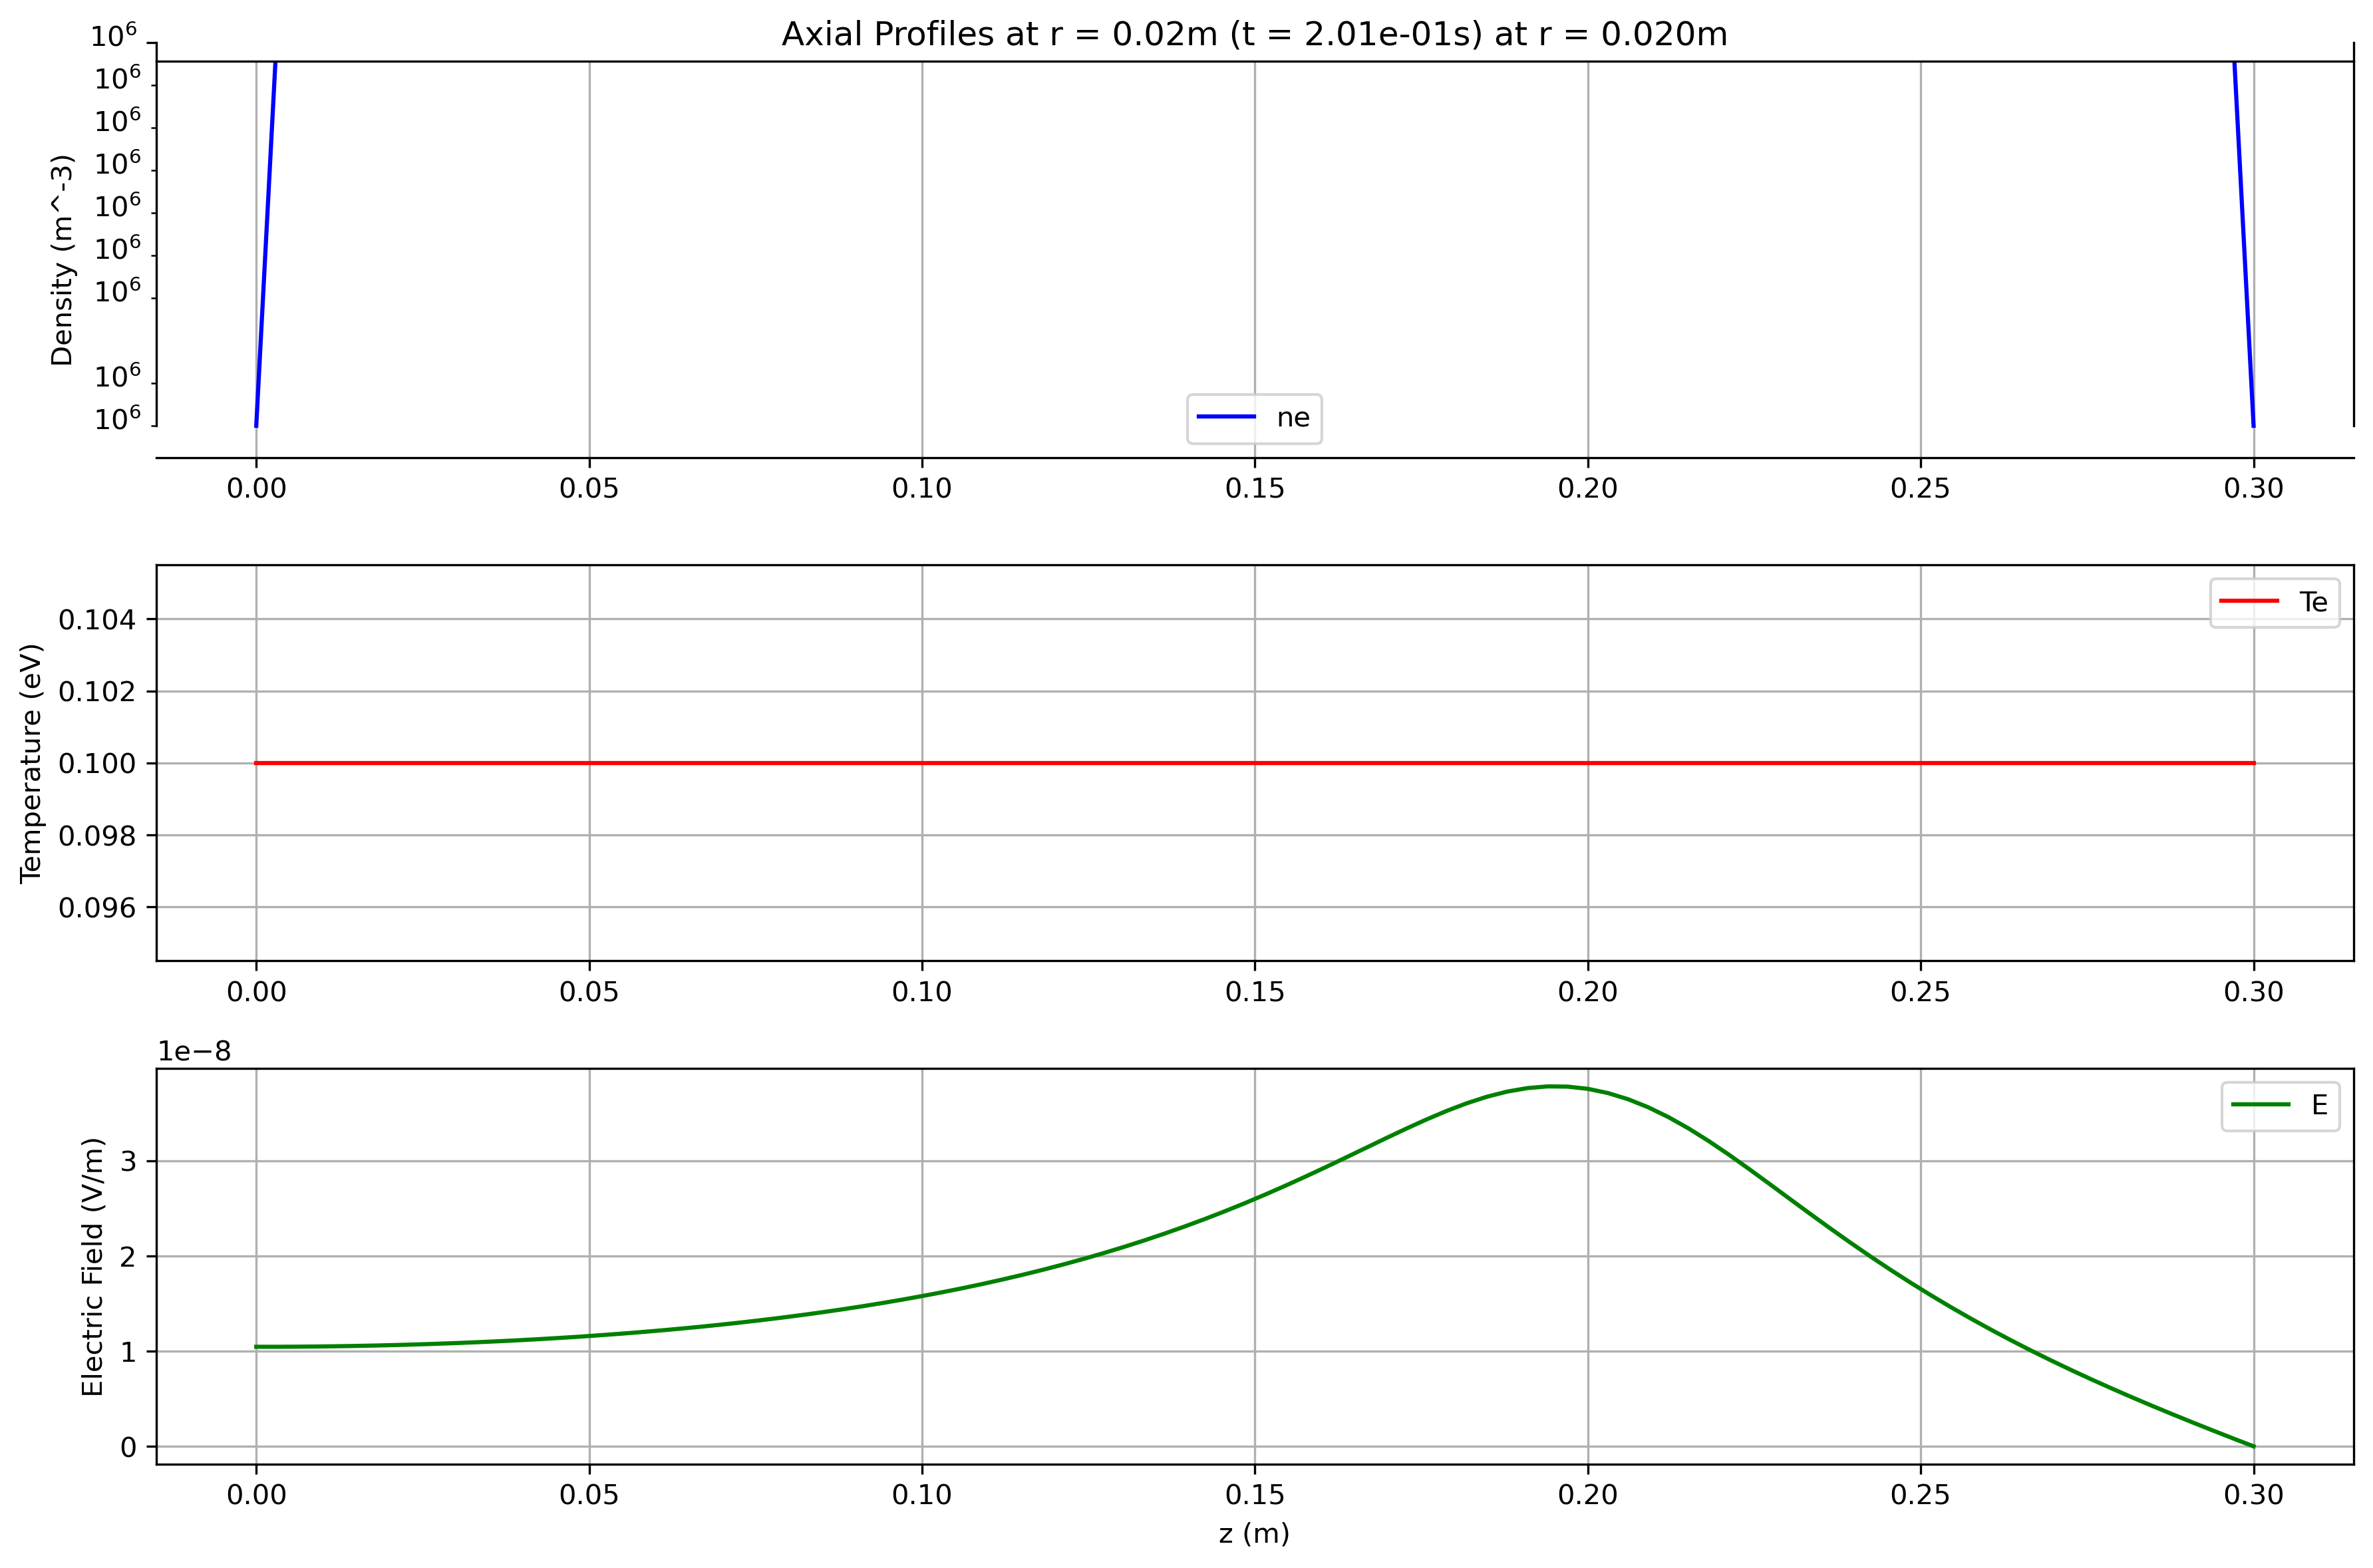 Axial Profiles at r = 0.02m (t = 2.01e-01s) at r = 0.020m
10⁶
10⁶
10⁶
10⁶
10⁶
10⁶
10⁶
10⁶
10⁶
Density (m^-3)
ne
0.00 0.05 0.10 0.15 0.20 0.25 0.30
Te
0.104
0.102
0.100
0.098
0.096
Temperature (eV)
0.00 0.05 0.10 0.15 0.20 0.25 0.30
1e−8
E
3
2
1
0
Electric Field (V/m)
0.00 0.05 0.10 0.15 0.20 0.25 0.30
z (m)